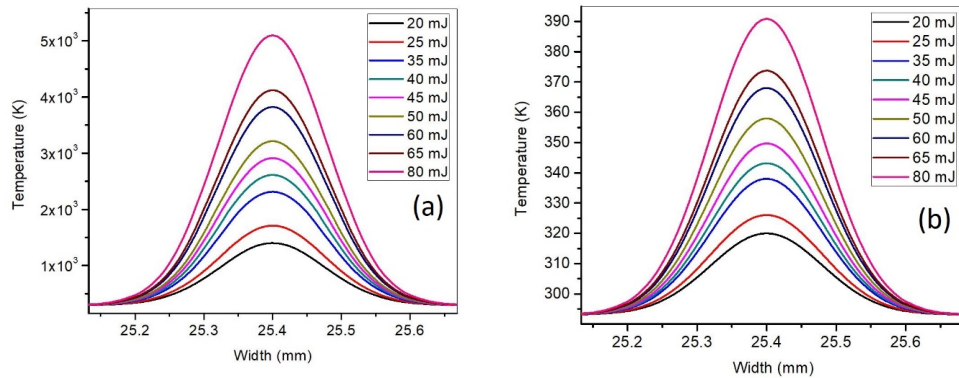 5x10³
4x10³
3x10³
2x10³
1x10³
Temperature (K)
25.2 25.3 25.4 25.5 25.6
Width (mm)
20 mJ
25 mJ
35 mJ
40 mJ
45 mJ
50 mJ
60 mJ
65 mJ
80 mJ
(a)
390
380
370
360
350
340
330
320
310
300
Temperature (K)
25.2 25.3 25.4 25.5 25.6
Width (mm)
20 mJ
25 mJ
35 mJ
40 mJ
45 mJ
50 mJ
60 mJ
65 mJ
80 mJ
(b)